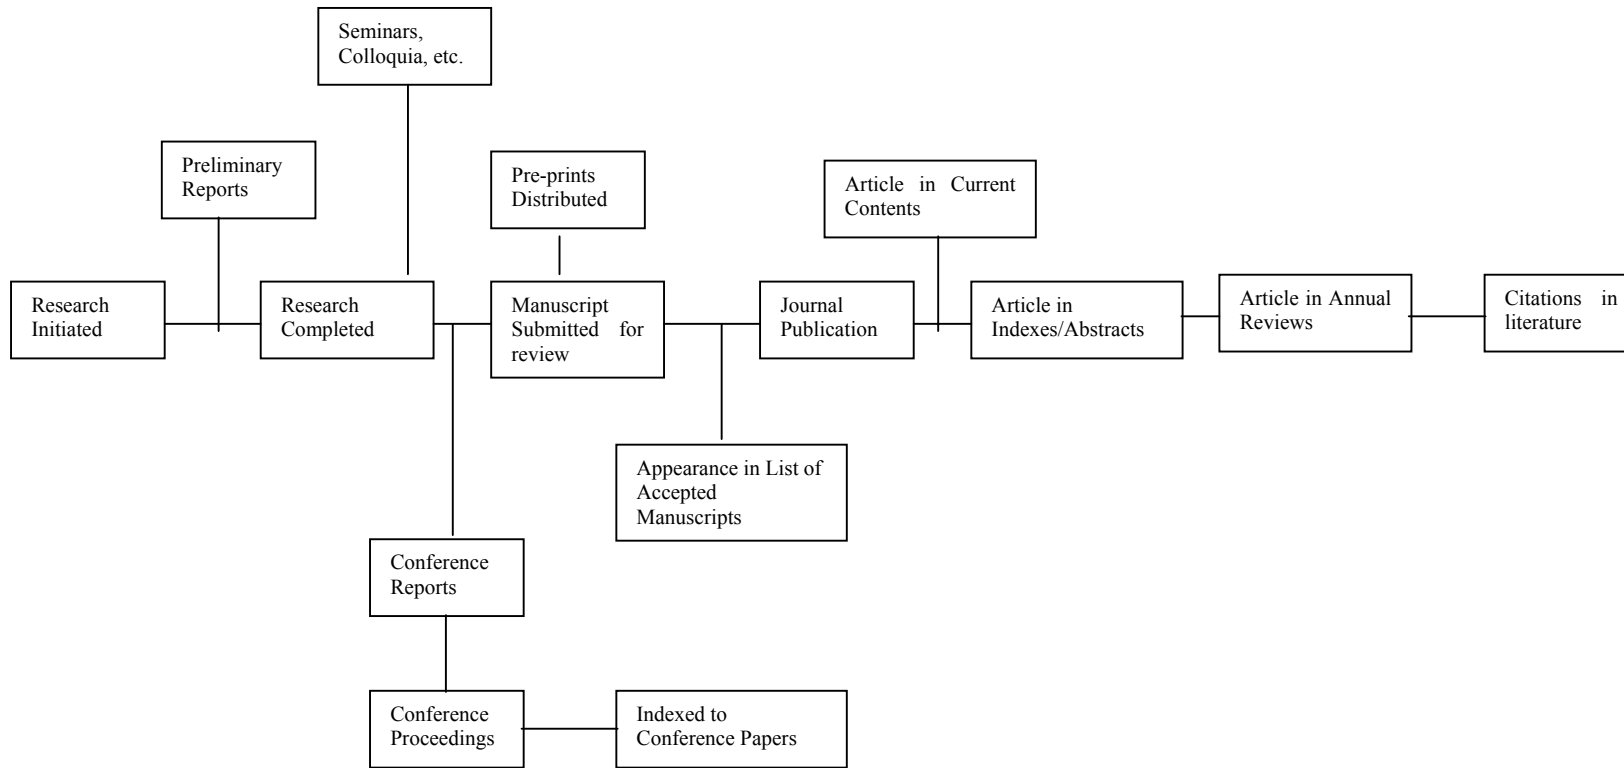 Seminars,
Colloquia, etc.
Preliminary
Reports
Pre-prints
Distributed
Article in Current
Contents
Research
Initiated
Research
Completed
Manuscript
Submitted for
review
Journal
Publication
Article in
Indexes/Abstracts
Article in Annual
Reviews
Citations in
literature
Appearance in List of
Accepted
Manuscripts
Conference
Reports
Conference
Proceedings
Indexed to
Conference Papers